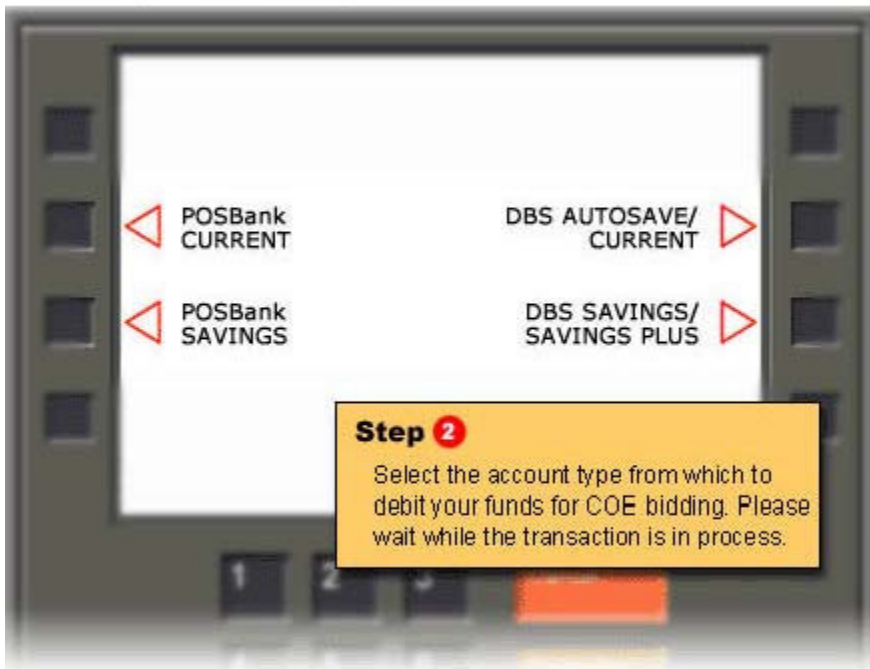 POSBank
CURRENT
DBS AUTOSAVE/
CURRENT
POSBank
SAVINGS
DBS SAVINGS/
SAVINGS PLUS
Step 2
Select the account type from which to
debit your funds for COE bidding. Please
wait while the transaction is in process.
1 2 3